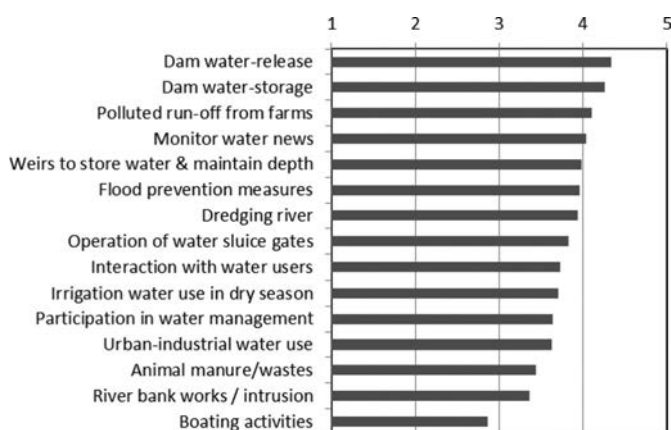 1 2 3 4 5
Dam water-release
Dam water-storage
Polluted run-off from farms
Monitor water news
Weirs to store water & maintain depth
Flood prevention measures
Dredging river
Operation of water sluice gates
Interaction with water users
Irrigation water use in dry season
Participation in water management
Urban-industrial water use
Animal manure/wastes
River bank works / intrusion
Boating activities